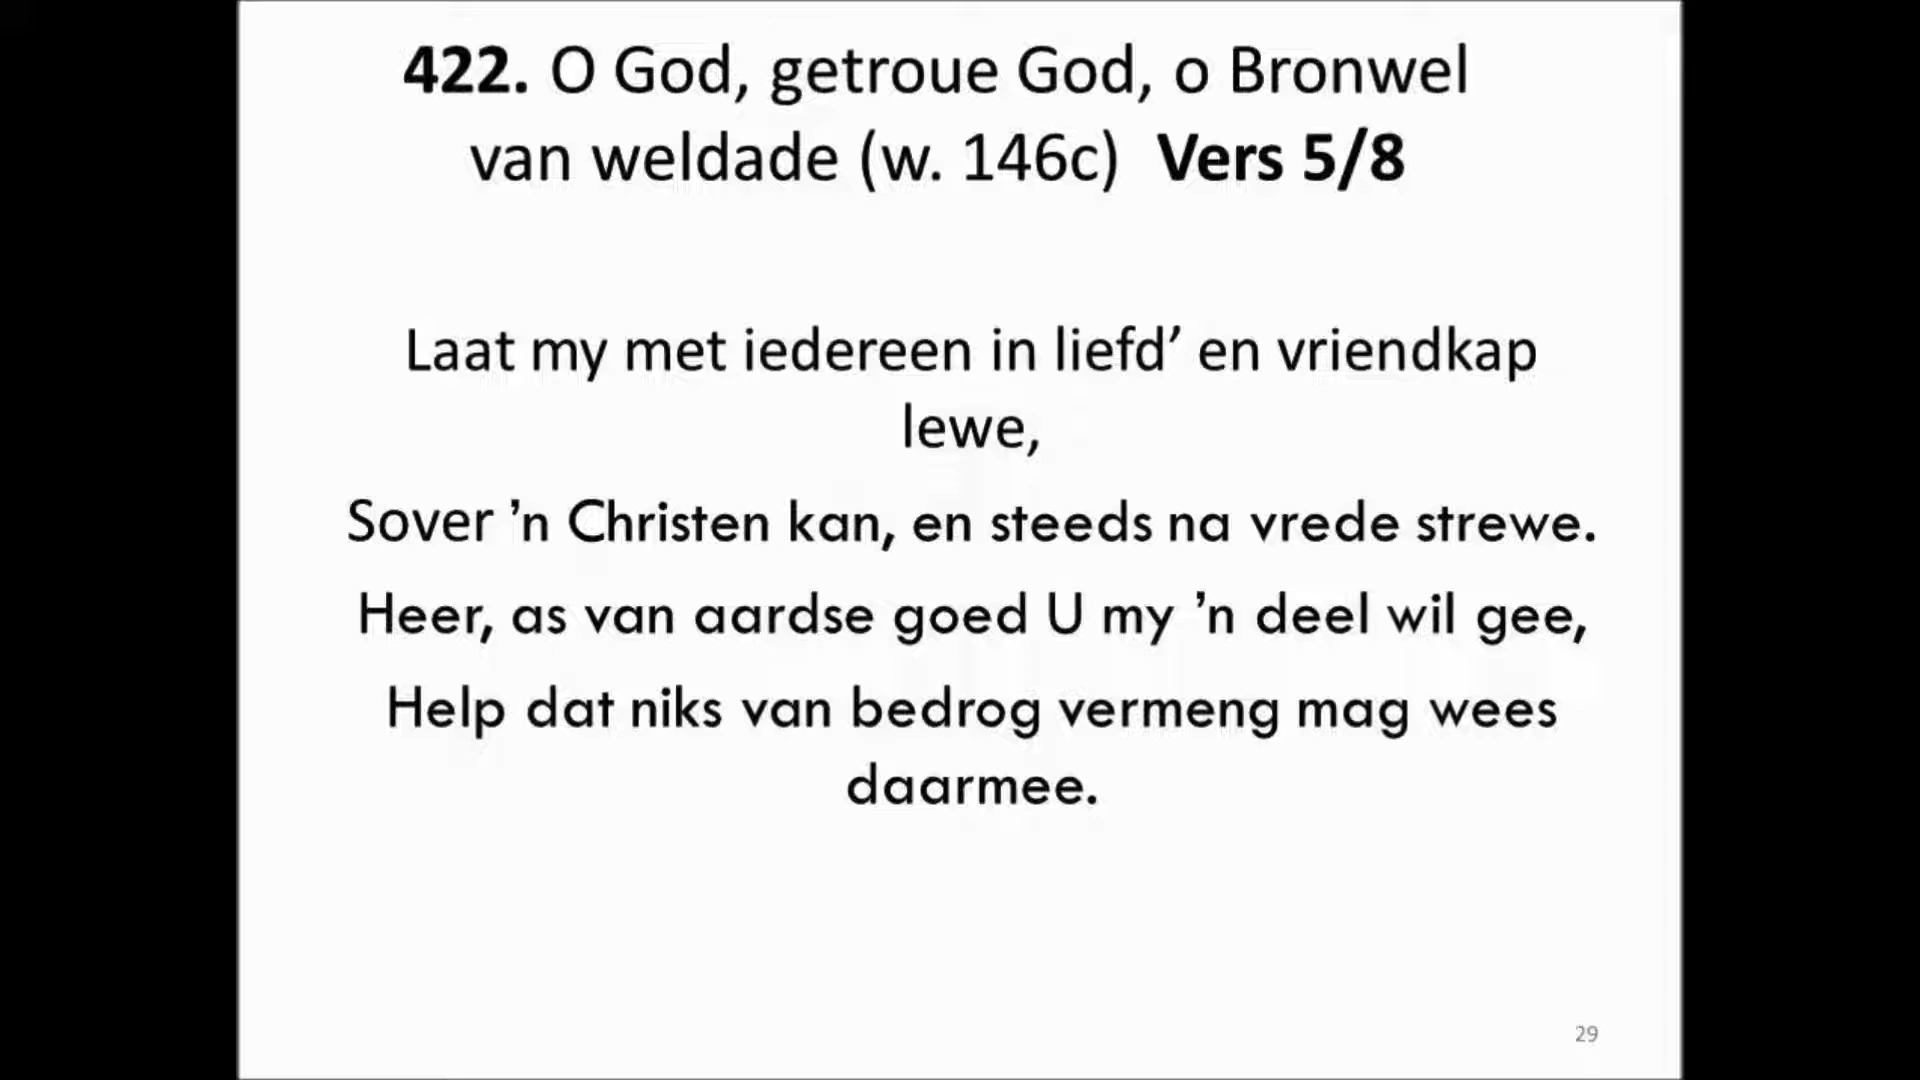 422. O God, getroue God, o Bronwel
van weldade (w. 146c) Vers 5/8
Laat my met iedereen in liefd’ en vriendkap
lewe,
Sover ’n Christen kan, en steeds na vrede strewe.
Heer, as van aardse goed U my ’n deel wil gee,
Help dat niks van bedrog vermeng mag wees
daarmee.
29